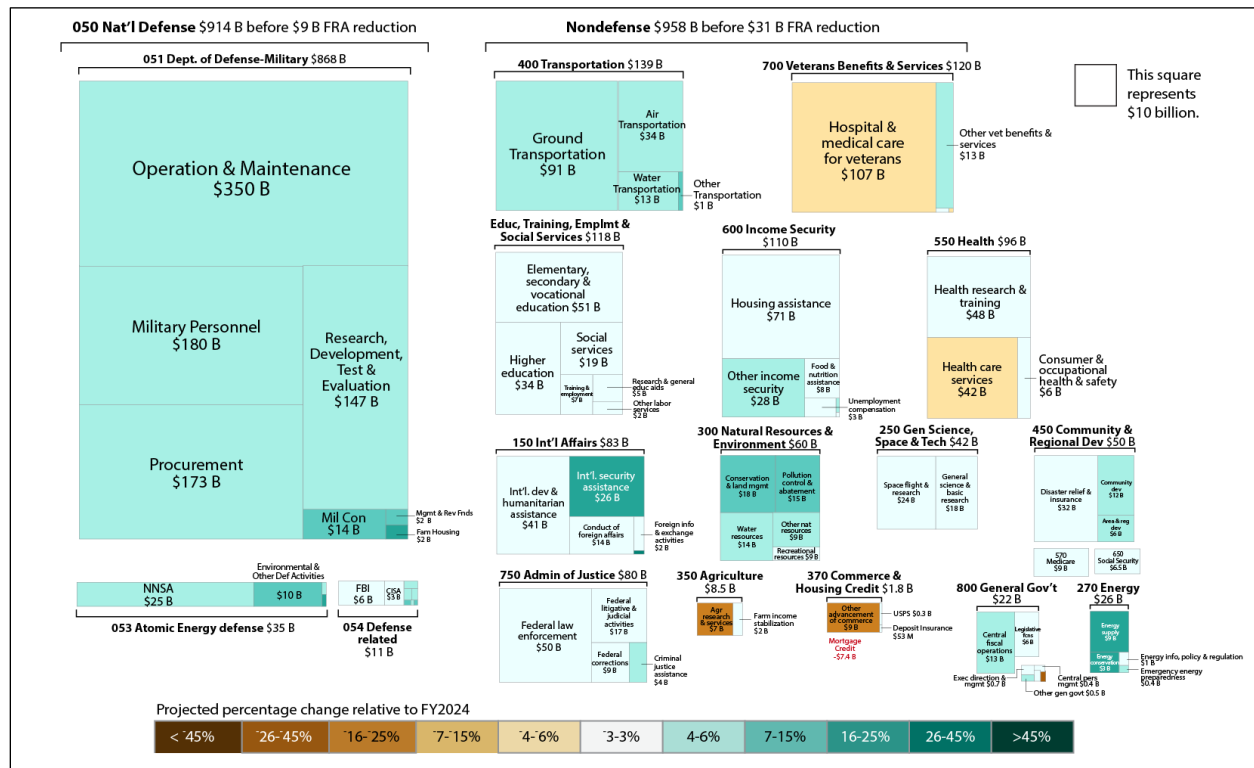 050 Nat'l Defense $914 B before $9 B FRA reduction
Nondefense $958 B before $31 B FRA reduction
051 Dept. of Defense-Military $868 B
Operation & Maintenance
$350 B
Military Personnel
$180 B
Research,
Development,
Test &
Evaluation
$147 B
Procurement
$173 B
Mil Con
$14 B
Mgmt & Rev Fnds
$2 B
Fam Housing
$2 B
NNSA
$25 B
Environmental &
Other Def Activities
$10 B
053 Atomic Energy defense $35 B
FBI
$6 B
CISA
$3 B
054 Defense
related
$11 B
400 Transportation $139 B
Ground
Transportation
$91 B
Air
Transportation
$34 B
Water
Transportation
$13 B
Other
Transportation
$1 B
700 Veterans Benefits & Services $120 B
Hospital &
medical care
for veterans
$107 B
Other vet benefits &
services
$13 B
This square
represents
$10 billion.
Educ, Training, Emplmt &
Social Services $118 B
Elementary,
secondary &
vocational
education $51 B
Higher
education
$34 B
Social
services
$19 B
Training &
employment
$7 B
Research & general
educ aids
$5 B
Other labor
services
$2 B
600 Income Security
$110 B
Housing assistance
$71 B
Other income
security
$28 B
Food &
nutrition
assistance
$8 B
Unemployment
compensation
$3 B
550 Health $96 B
Health research &
training
$48 B
Health care
services
$42 B
Consumer &
occupational
health & safety
$6 B
150 Int'l Affairs $83 B
Int'l. dev &
humanitarian
assistance
$41 B
Int'l. security
assistance
$26 B
Conduct of
foreign affairs
$14 B
Foreign info
& exchange
activities
$2 B
300 Natural Resources &
Environment $60 B
Conservation
& land mgmt
$18 B
Pollution
control &
abatement
$15 B
Water
resources
$14 B
Other nat
resources
$9 B
Recreational
resources $9 B
250 Gen Science,
Space & Tech $42 B
Space flight &
research
$24 B
General
science &
basic
research
$18 B
450 Community &
Regional Dev $50 B
Disaster relief &
insurance
$32 B
Community
dev
$12 B
Area & reg
dev
$6 B
570
Medicare
$9 B
650
Social Security
$6.5 B
750 Admin of Justice $80 B
Federal law
enforcement
$50 B
Federal
litigative &
judicial
activities
$17 B
Federal
corrections
$9 B
Criminal
justice
assistance
$4 B
350 Agriculture
$8.5 B
Agr
research
& services
$7 B
Farm income
stabilization
$2 B
370 Commerce &
Housing Credit $1.8 B
Other
advancement
of commerce
$9 B
USPS $0.3 B
Deposit Insurance
$53 M
Mortgage
Credit
-$7.4 B
800 General Gov't
$22 B
Central
fiscal
operations
$13 B
Legislative
fcns
$6 B
Exec direction &
mgmt $0.7 B
Central pers
mgmt $0.4 B
Other gen govt $0.5 B
270 Energy
$26 B
Energy
supply
$9 B
Energy
conservation
$3 B
Energy info, policy & regulation
$1 B
Emergency energy
preparedness
$0.4 B
Projected percentage change relative to FY2024
< -45%
-26-45%
-16-25%
-7-15%
-4-6%
-3-3%
4-6%
7-15%
16-25%
26-45%
>45%